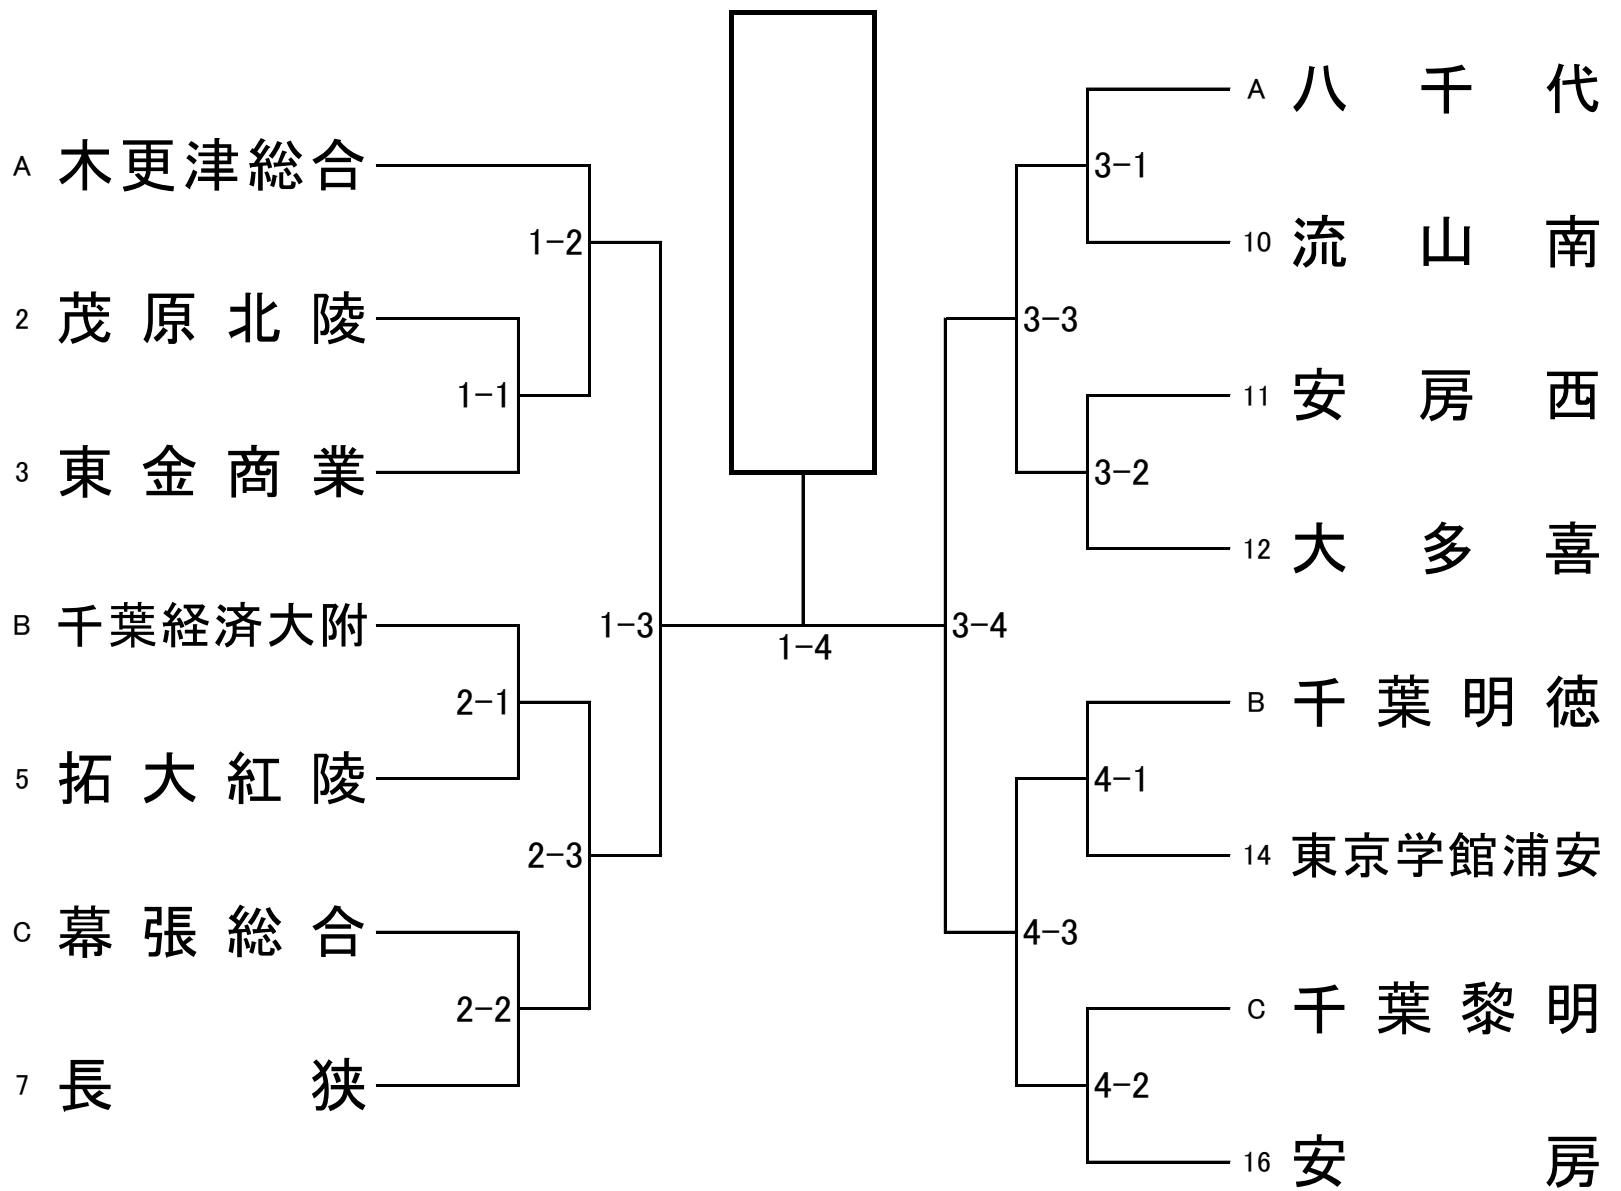 A 木更津総合
2 茂原北陵
3 東金商業
B 千葉経済大附
5 拓大紅陵
C 幕張総合
7 長狭
1-2
1-1
2-1
2-3
2-2
1-3
1-4
3-4
3-3
4-3
3-1
3-2
4-1
4-2
A 八千代
10 流山南
11 安房西
12 大多喜
B 千葉明徳
14 東京学館浦安
C 千葉黎明
16 安房